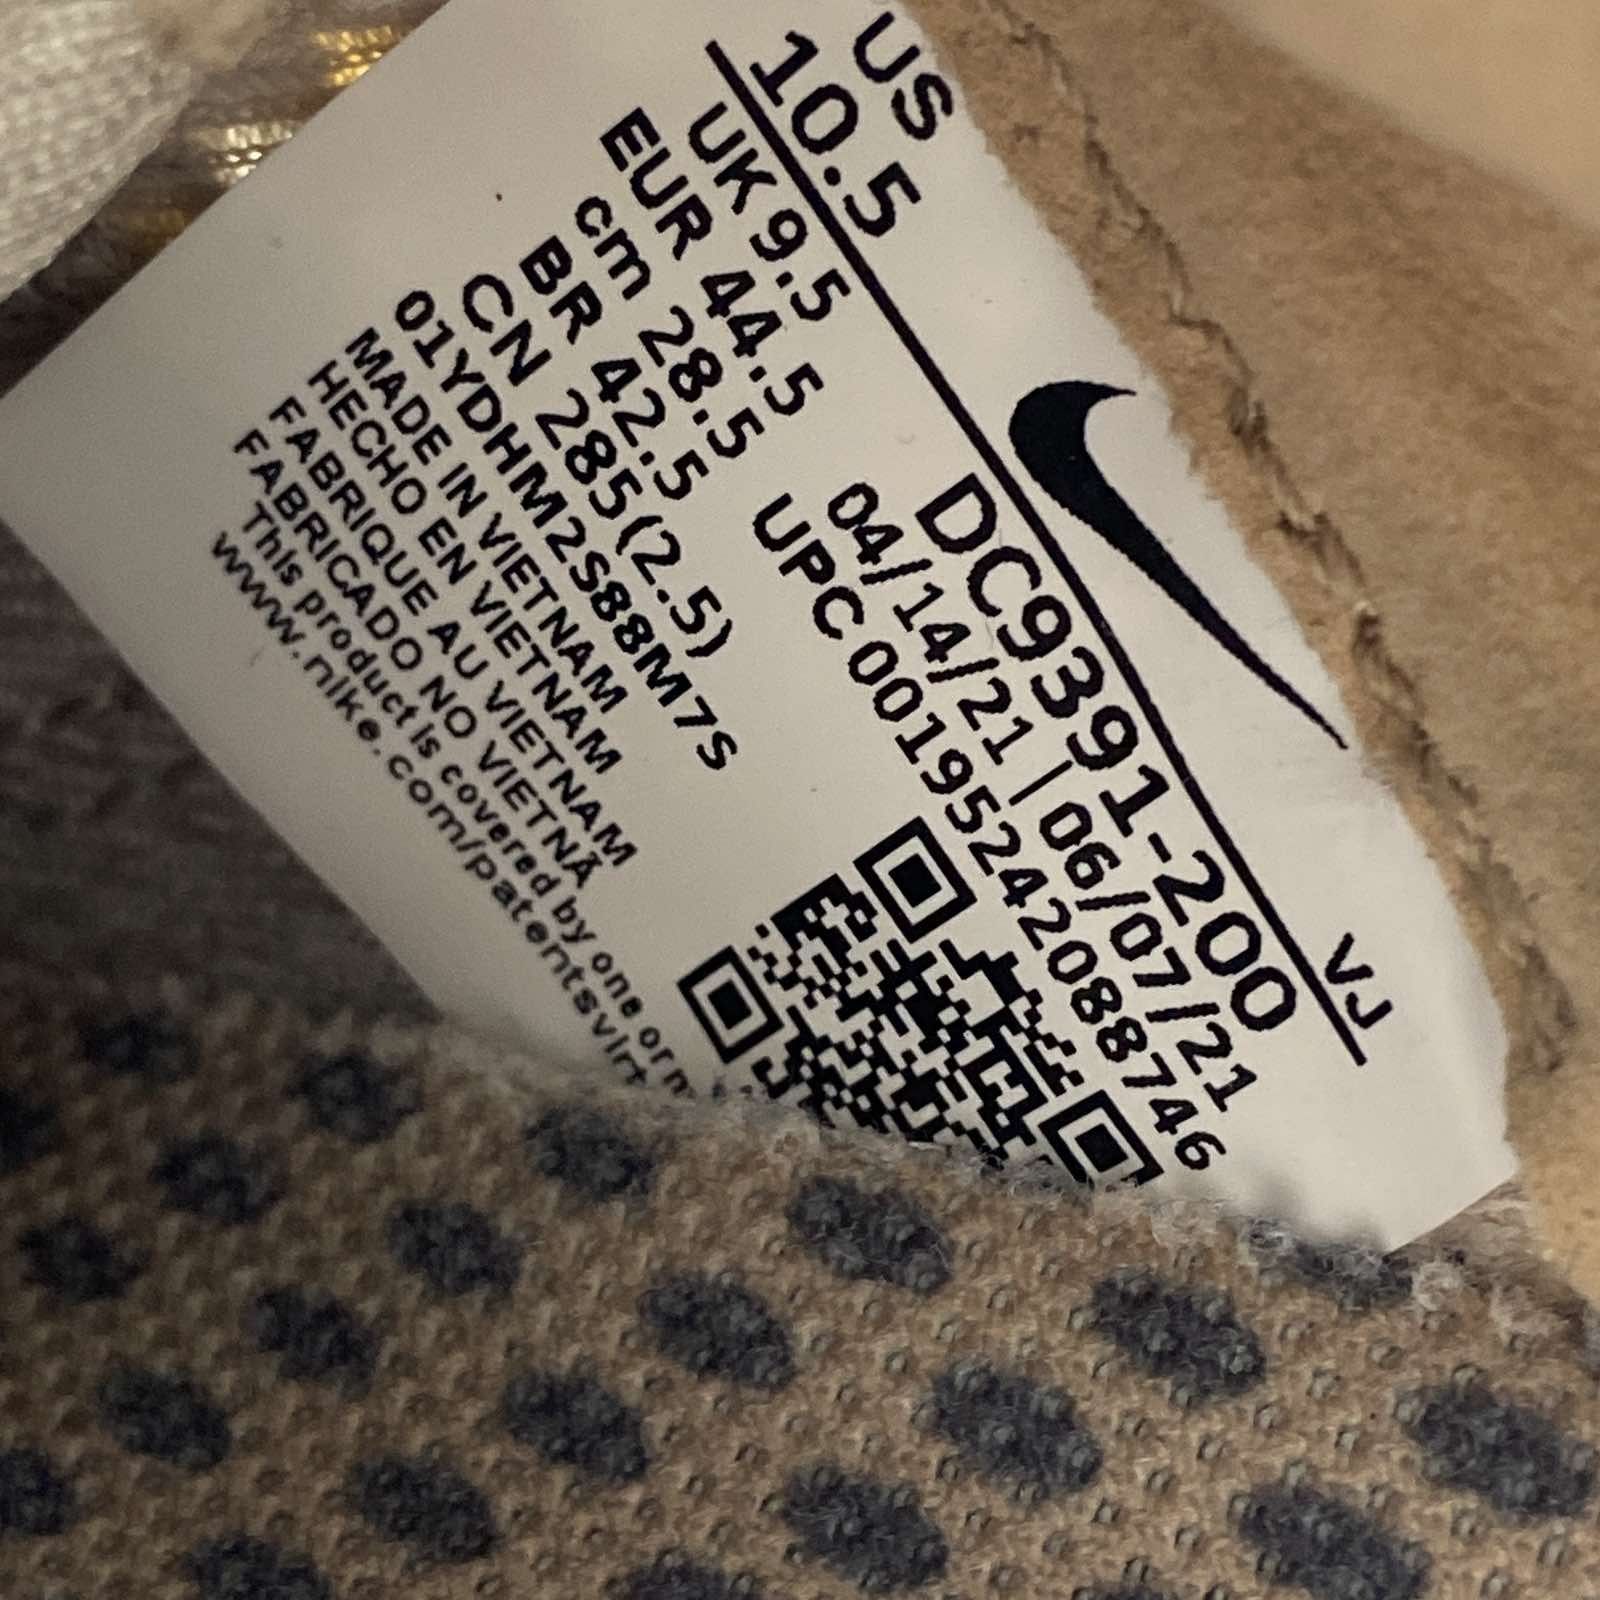 US
10.5
UK 9.5
EUR 44.5
cm 28.5
BR 42.5
CN 285(2.5)
01YDHM2S88M7S
MADE IN VIETNAM
HECHO EN VIETNAM
FABRIQUE AU VIETNAM
FABRICADO NO VIETNÃ
This product is covered by one or
www.nike.com/patentsvirt
VJ
DC9391-200
04/14/21 | 06/07/21
UPC 00195242088746